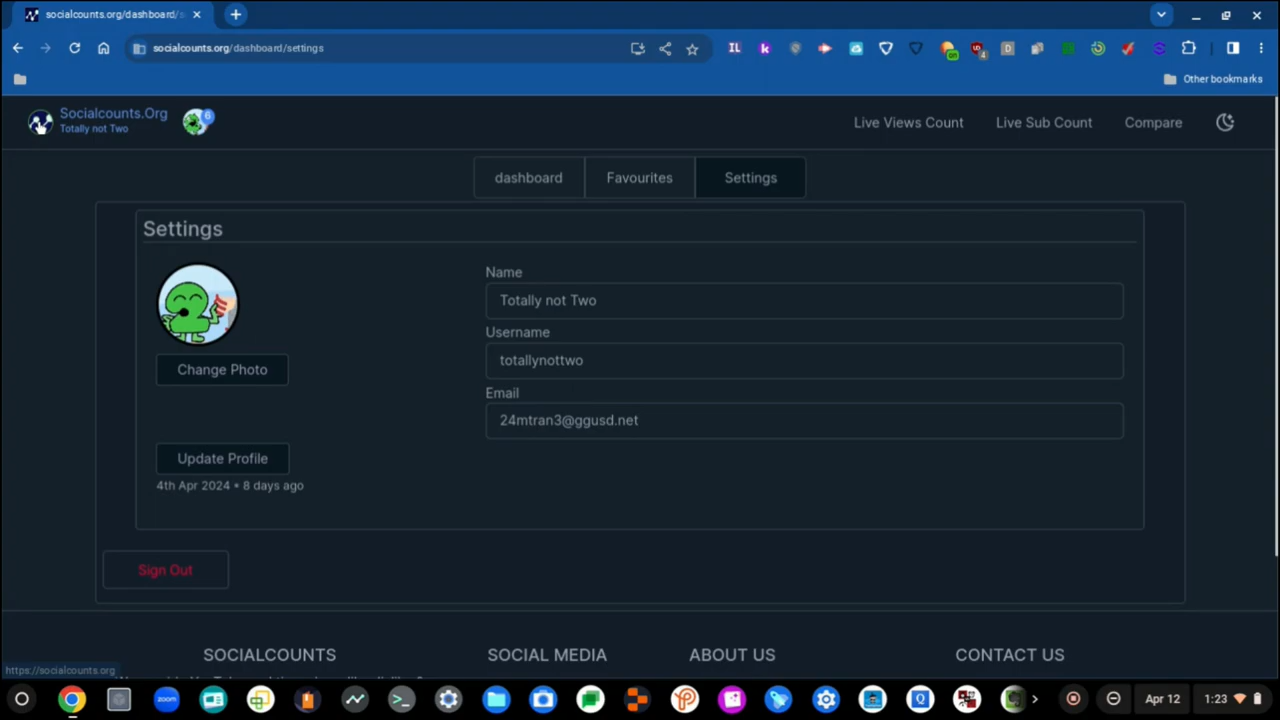 socialcounts.org/dashboard/s
socialcounts.org/dashboard/settings
Other bookmarks
Socialcounts.Org
Totally not Two
6
Live Views Count
Live Sub Count
Compare
dashboard
Favourites
Settings
Settings
Change Photo
Update Profile
4th Apr 2024 • 8 days ago
Name
Totally not Two
Username
totallynottwo
Email
24mtran3@ggusd.net
Sign Out
SOCIALCOUNTS
SOCIAL MEDIA
ABOUT US
CONTACT US
https://socialcounts.org
zoom
Apr 12
1:23